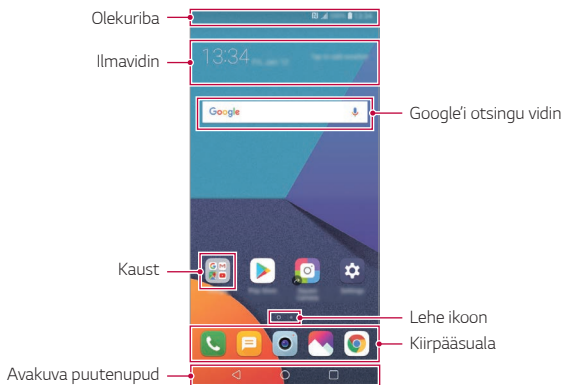 Olekuriba
Ilmavidin
13:34
Google
Google’i otsingu vidin
Kaust
Lehe ikoon
Kiirpääsuala
Avakuva puutenupud